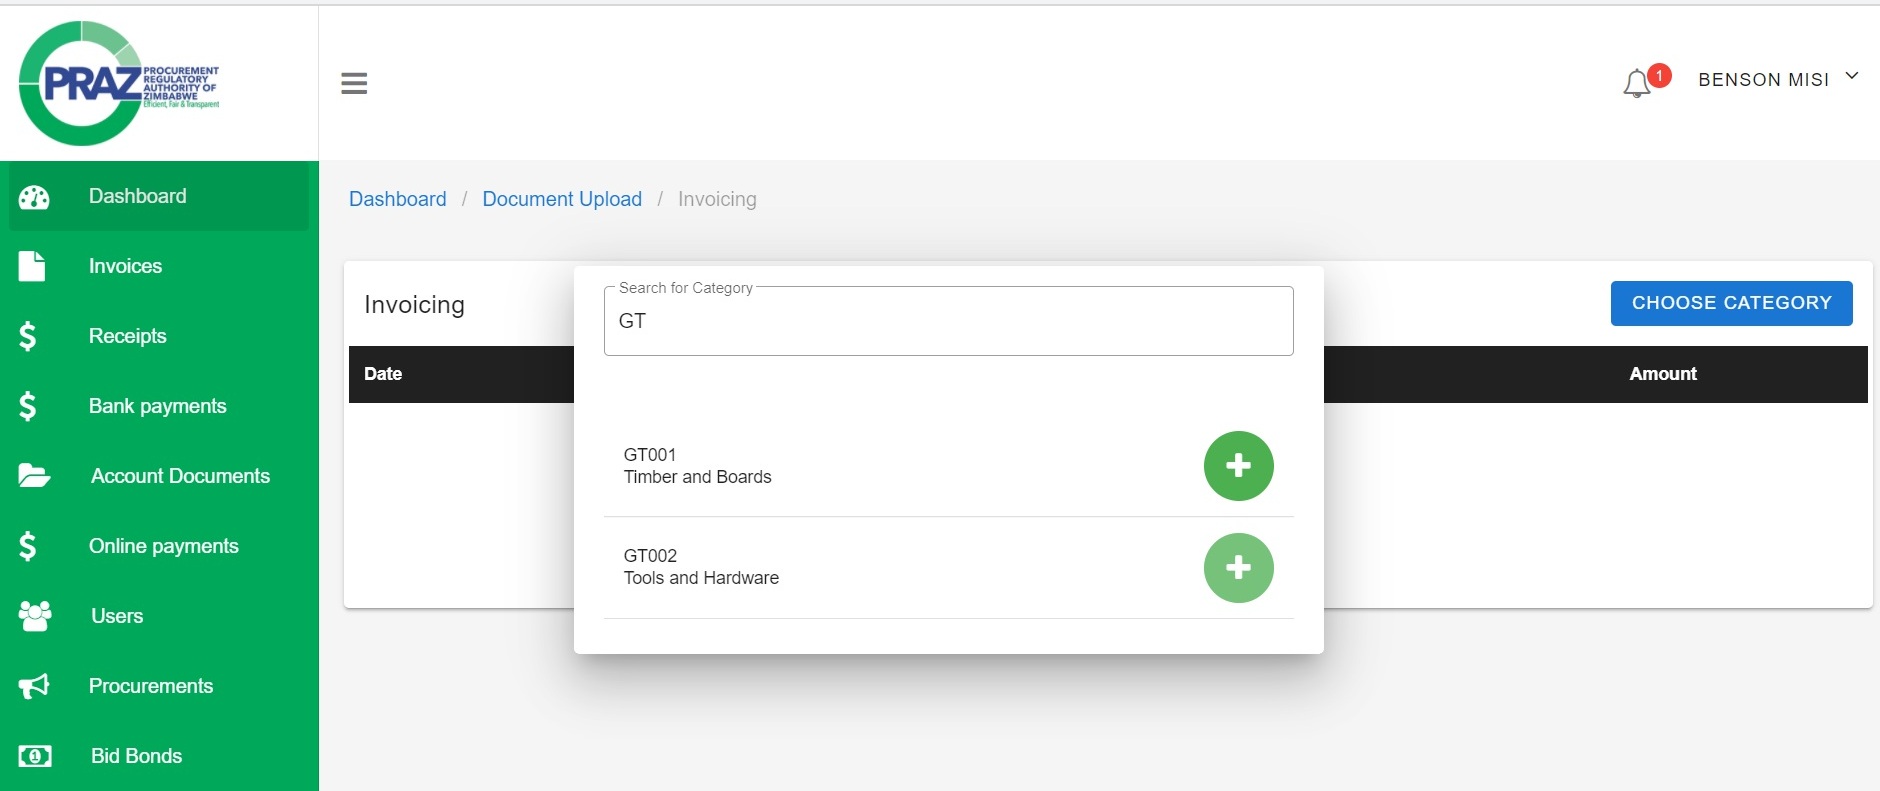 PRAZ
PROCUREMENT
REGULATORY
AUTHORITY OF
ZIMBABWE
Efficient, Fair & Transparent
1
BENSON MISI
Dashboard
Invoices
Receipts
Bank payments
Account Documents
Online payments
Users
Procurements
Bid Bonds
Dashboard / Document Upload / Invoicing
Invoicing
CHOOSE CATEGORY
Date
Amount
Search for Category
GT
GT001
Timber and Boards
GT002
Tools and Hardware